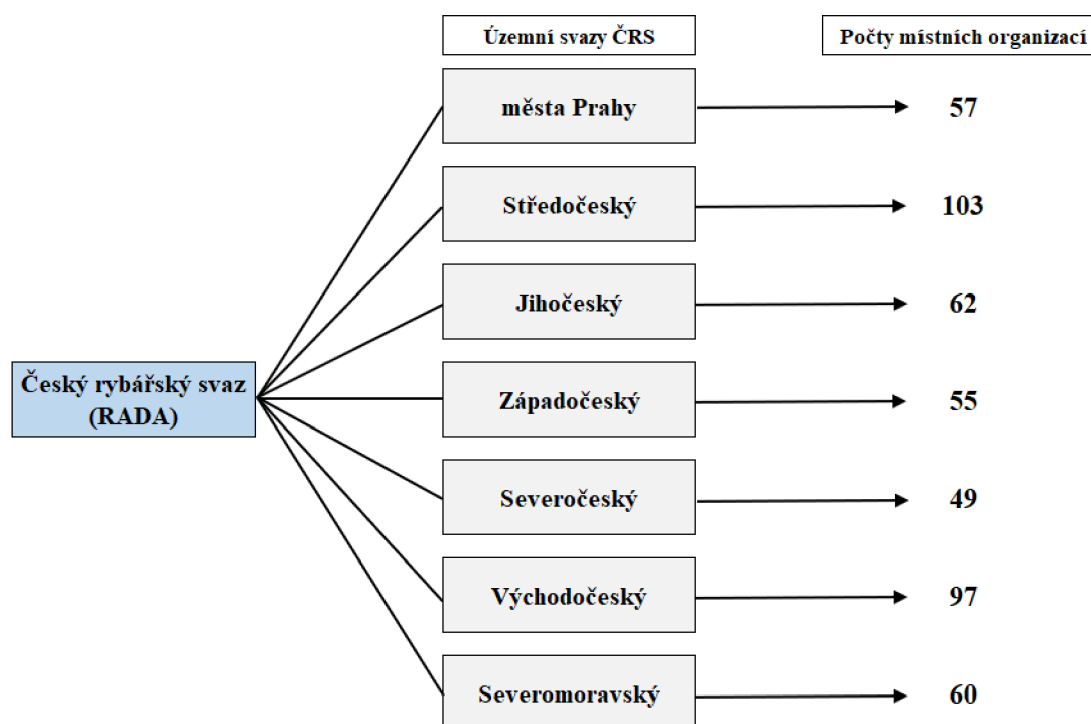 Územní svazy ČRS
Počty místních organizací
města Prahy
57
Středočeský
103
Jihočeský
62
Český rybářský svaz
(RADA)
Západočeský
55
Severočeský
49
Východočeský
97
Severomoravský
60